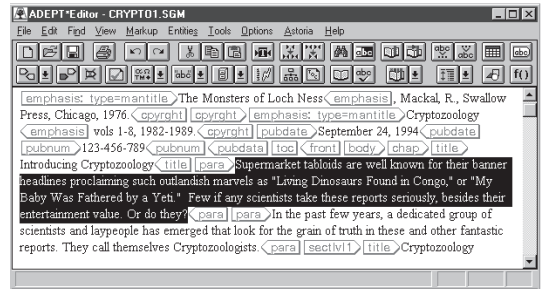 ADEPT*Editor - CRYPTO1.SGM
File Edit Find View Markup Entities Tools Options Astoria Help
emphasis: type=mantitle The Monsters of Loch Ness emphasis , Mackal, R., Swallow
Press, Chicago, 1976. cpyrght cpyrght emphasis: type=mantitle Cryptozoology
emphasis vols 1-8, 1982-1989. cpyrght pubdate September 24, 1994 pubdate
pubnum 123-456-789 pubnum pubdata toc front body chap title
Introducing Cryptozoology title para Supermarket tabloids are well known for their banner
headlines proclaiming such outlandish marvels as "Living Dinosaurs Found in Congo," or "My
Baby Was Fathered by a Yeti." Few if any scientists take these reports seriously, besides their
entertainment value. Or do they? para para In the past few years, a dedicated group of
scientists and laypeople has emerged that look for the grain of truth in these and other fantastic
reports. They call themselves Cryptozoologists. para sectlvl1 title Cryptozoology